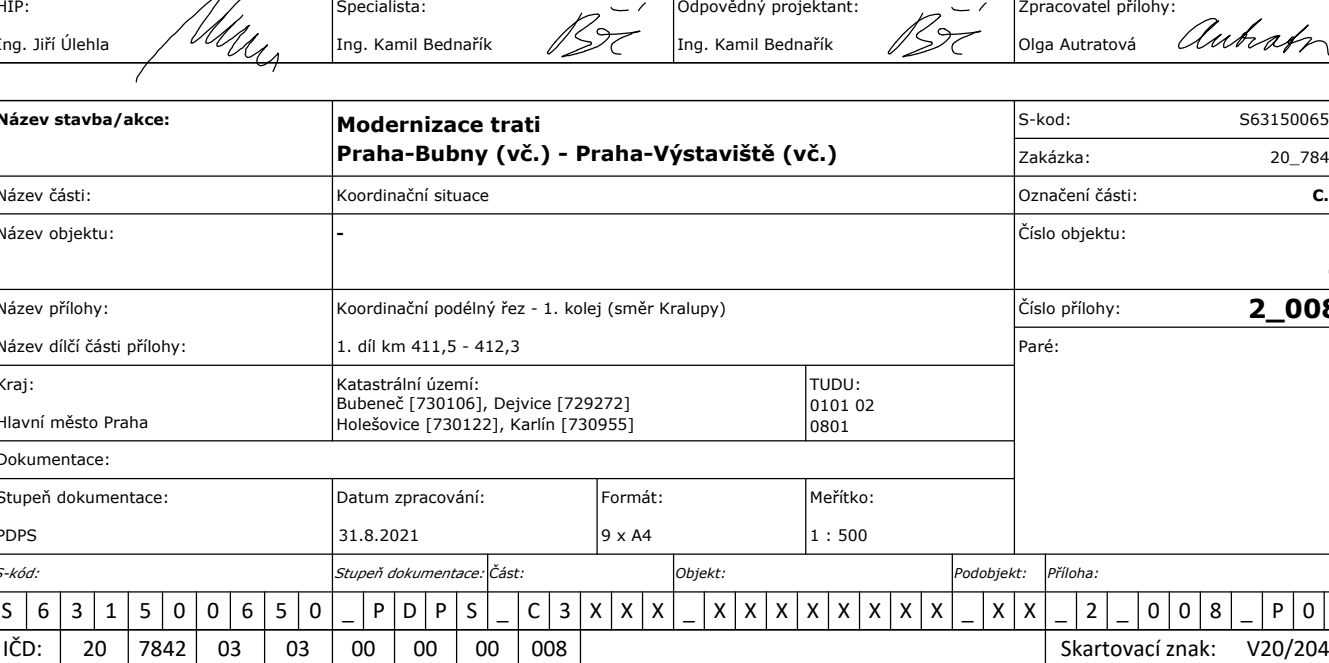 HIP:
Specialista:
Odpovědný projektant:
Zpracovatel přílohy:
Ing. Jiří Úlehla
Ing. Kamil Bednařík
Ing. Kamil Bednařík
Olga Autratová
Název stavba/akce:
Modernizace trati
Praha-Bubny (vč.) - Praha-Výstaviště (vč.)
S-kod: S63150065
Zakázka: 20_784
Název části:
Koordinační situace
Označení části: C.
Název objektu:
-
Číslo objektu:
Název přílohy:
Koordinační podélný řez - 1. kolej (směr Kralupy)
Číslo přílohy: 2_008
Název dílčí části přílohy:
1. díl km 411,5 - 412,3
Paré:
Kraj:
Hlavní město Praha
Katastrální území:
Bubeneč [730106], Dejvice [729272]
Holešovice [730122], Karlín [730955]
TUDU:
0101 02
0801
Dokumentace:
Stupeň dokumentace:
Datum zpracování:
Formát:
Meřítko:
PDPS
31.8.2021
9 x A4
1 : 500
S-kód:
Stupeň dokumentace:
Část:
Objekt:
Podobjekt:
Příloha:
S 6 3 1 5 0 0 6 5 0 _ P D P S _ C 3 X X X _ X X X X X X X X _ X X _ 2 _ 0 0 8 _ P 0
IČD: 20 7842 03 03 00 00 00 008
Skartovací znak: V20/204